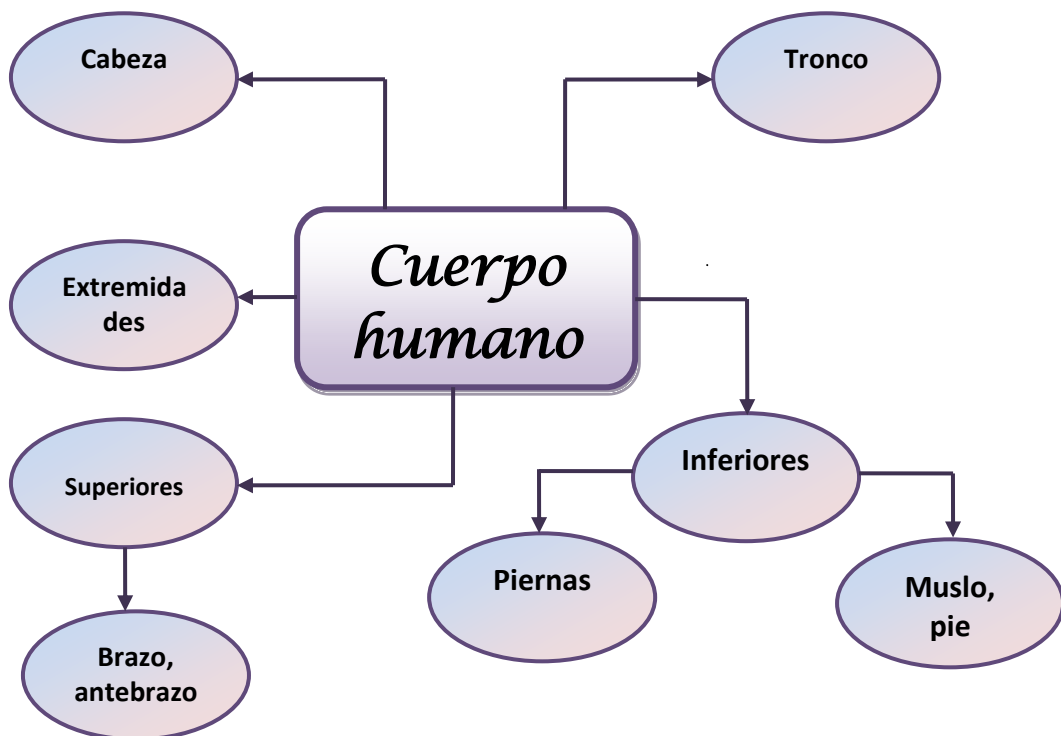 Cabeza
Tronco
Cuerpo
humano
Extremida
des
Superiores
Inferiores
Piernas
Muslo,
pie
Brazo,
antebrazo